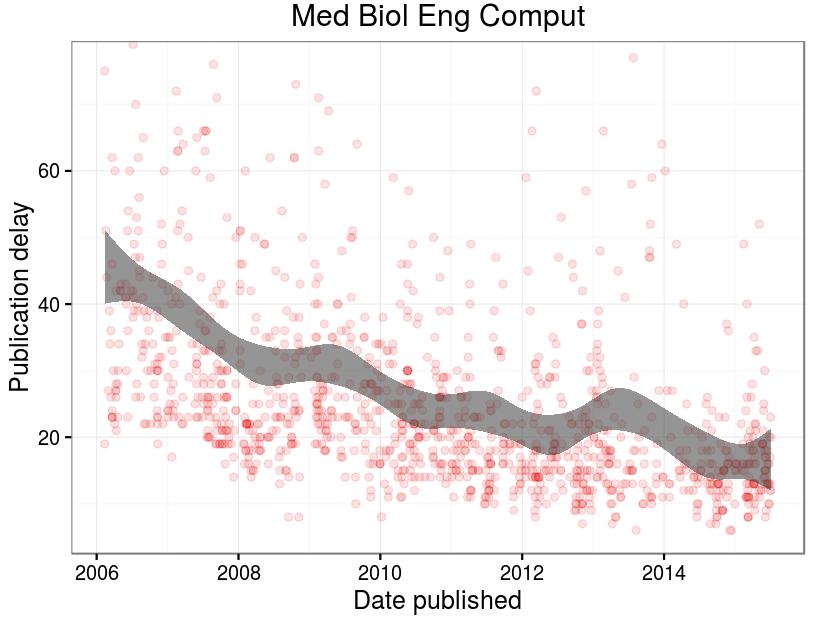 Med Biol Eng Comput
Publication delay
60
40
20
2006 2008 2010 2012 2014
Date published